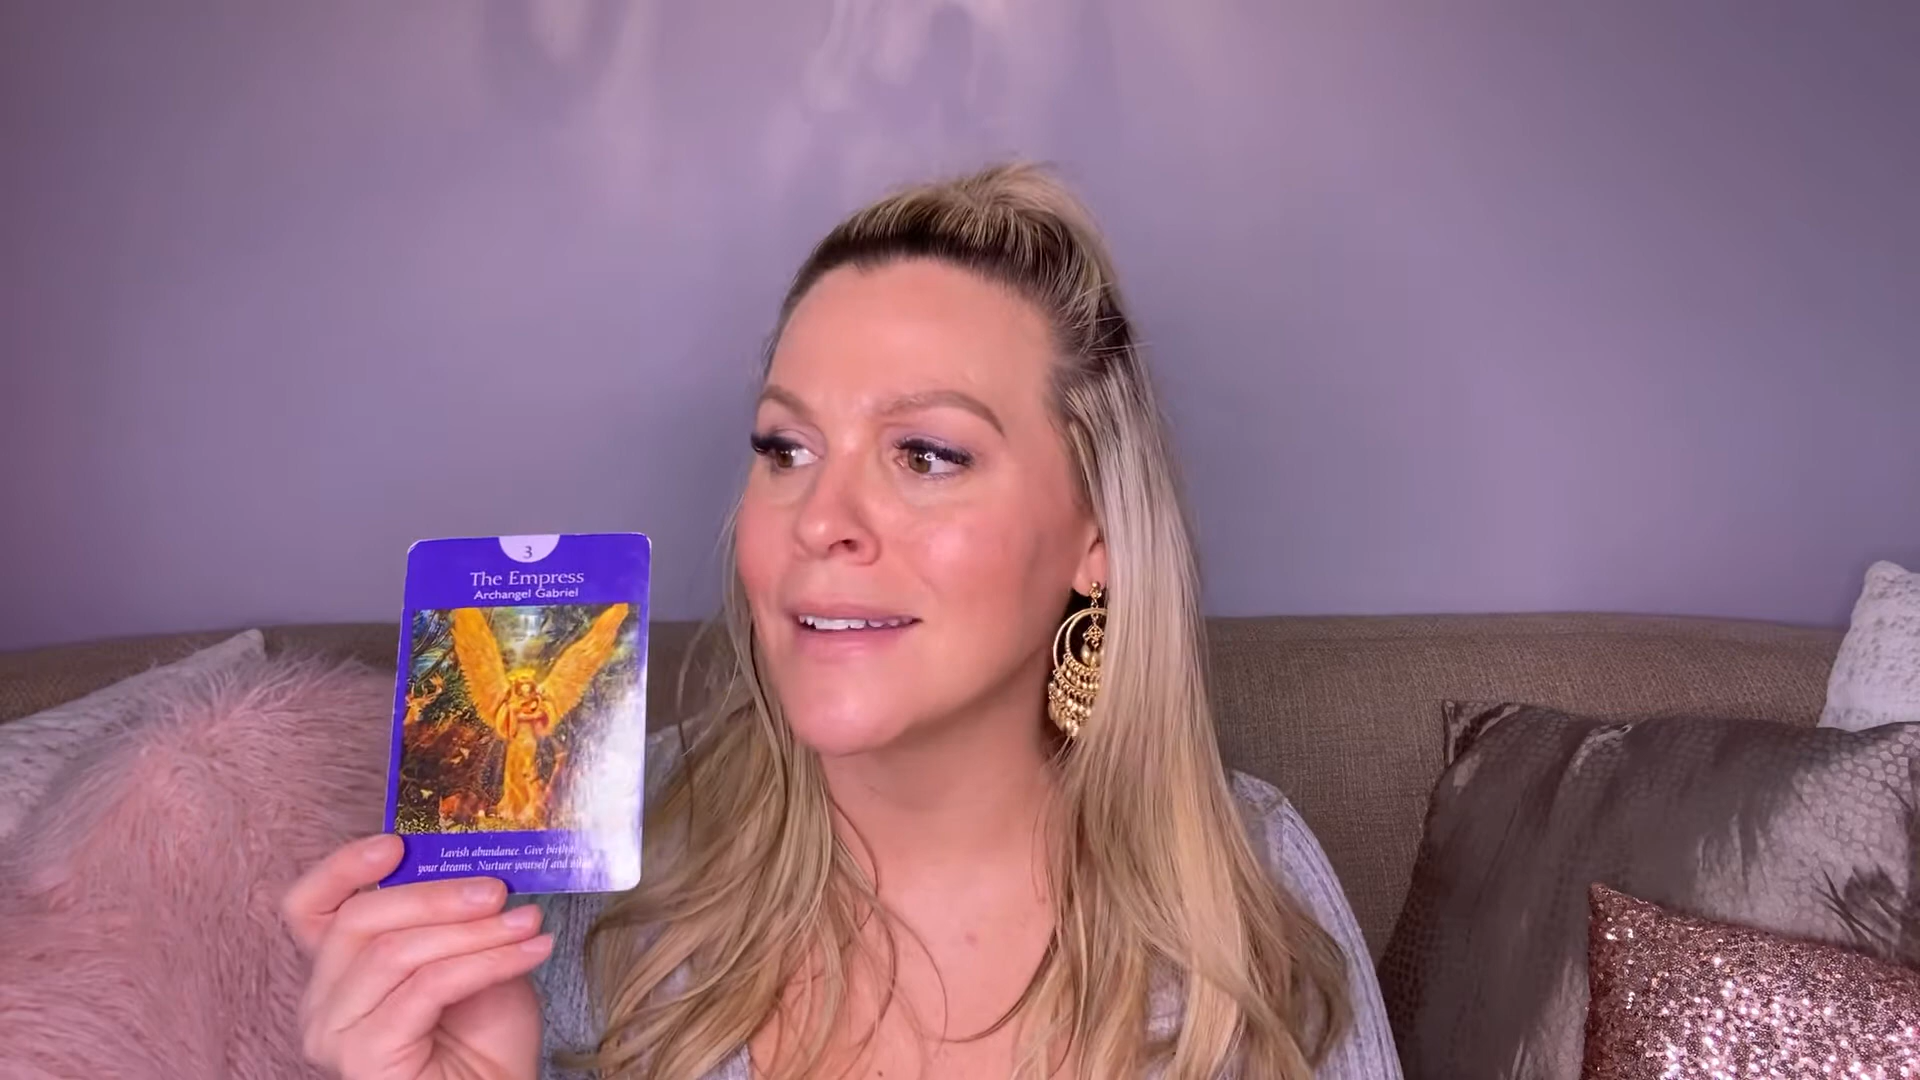 3
The Empress
Archangel Gabriel
Lavish abundance. Give birth
your dreams. Nurture yourself and